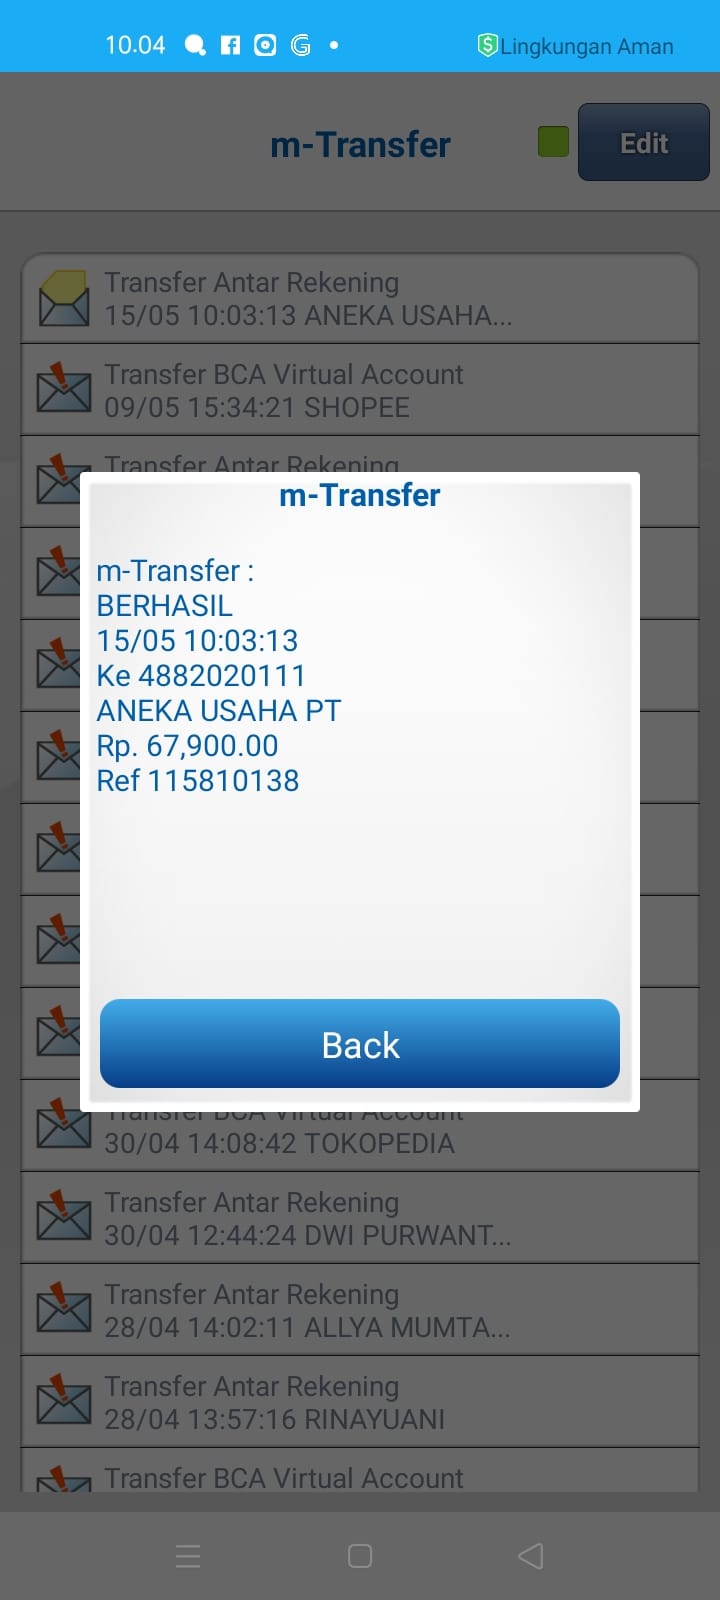 10.04
Lingkungan Aman
m-Transfer
Edit
Transfer Antar Rekening
15/05 10:03:13 ANEKA USAHA...
Transfer BCA Virtual Account
09/05 15:34:21 SHOPEE
Transfer Antar Rekening
m-Transfer
m-Transfer :
BERHASIL
15/05 10:03:13
Ke 4882020111
ANEKA USAHA PT
Rp. 67,900.00
Ref 115810138
Back
Transfer BCA Virtual Account
30/04 14:08:42 TOKOPEDIA
Transfer Antar Rekening
30/04 12:44:24 DWI PURWANT...
Transfer Antar Rekening
28/04 14:02:11 ALLYA MUMTA...
Transfer Antar Rekening
28/04 13:57:16 RINAYUANI
Transfer BCA Virtual Account